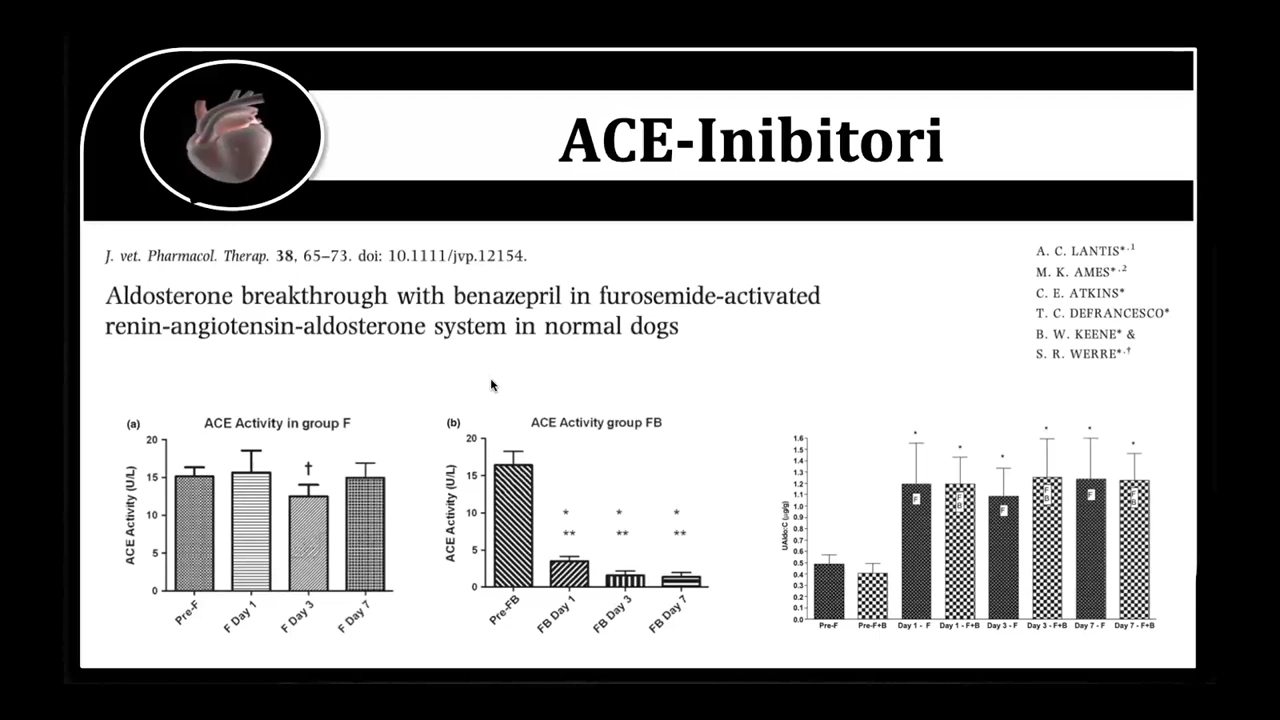 ACE-Inibitori
J. vet. Pharmacol. Therap. 38, 65–73. doi: 10.1111/jvp.12154.
Aldosterone breakthrough with benazepril in furosemide-activated
renin-angiotensin-aldosterone system in normal dogs
A. C. LANTIS*,1
M. K. AMES*,2
C. E. ATKINS*
T. C. DEFRANCESCO*
B. W. KEENE* &
S. R. WERRE*,†
(a) ACE Activity in group F
ACE Activity (U/L)
20
15
10
5
0
†
Pre-F
F Day 1
F Day 3
F Day 7
(b) ACE Activity group FB
ACE Activity (U/L)
20
15
10
5
0
* * *
** ** **
Pre-FB
FB Day 1
FB Day 3
FB Day 7
UAldo:C (µg/g)
1.6
1.5
1.4
1.3
1.2
1.1
1.0
0.9
0.8
0.7
0.6
0.5
0.4
0.3
0.2
0.1
0.0
* * * * * *
F
F
B
F
F
B
F
Pre-F
Pre-F+B
Day 1 - F
Day 1 - F+B
Day 3 - F
Day 3 - F+B
Day 7 - F
Day 7 - F+B